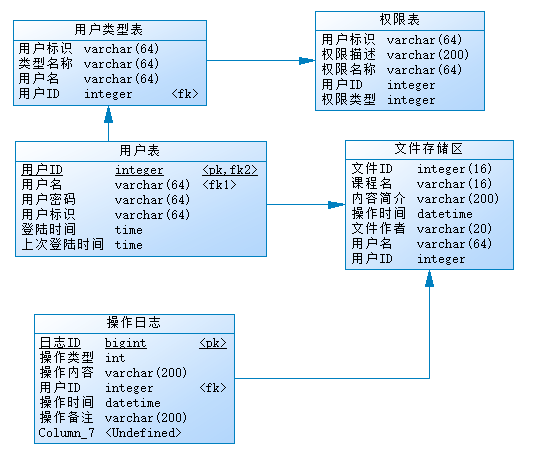 用户类型表
用户标识 varchar(64)
类型名称 varchar(64)
用户名 varchar(64)
用户ID integer <fk>
权限表
用户标识 varchar(64)
权限描述 varchar(200)
权限名称 varchar(64)
用户ID integer
权限类型 integer
用户表
用户ID integer <pk,fk2>
用户名 varchar(64) <fk1>
用户密码 varchar(64)
用户标识 varchar(64)
登陆时间 time
上次登陆时间 time
文件存储区
文件ID integer(16)
课程名 varchar(16)
内容简介 varchar(200)
操作时间 datetime
文件作者 varchar(20)
用户名 varchar(64)
用户ID integer
操作日志
日志ID bigint <pk>
操作类型 int
操作内容 varchar(200)
用户ID integer <fk>
操作时间 datetime
操作备注 varchar(200)
Column_7 <Undefined>